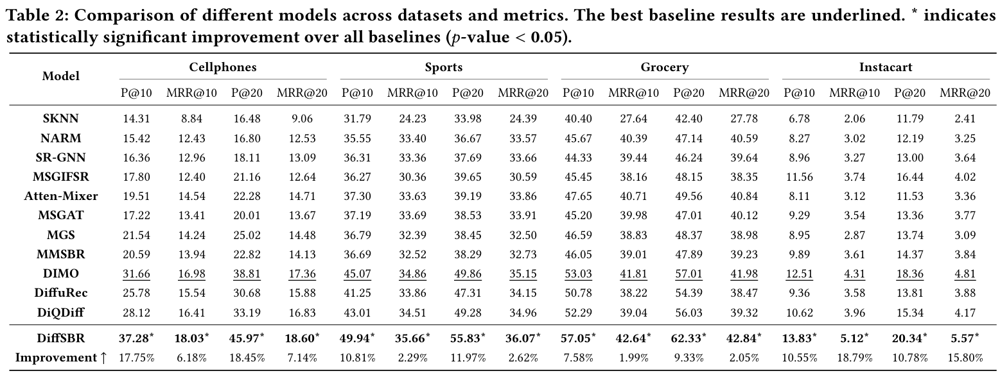 Table 2: Comparison of different models across datasets and metrics. The best baseline results are underlined. * indicates
statistically significant improvement over all baselines (p-value < 0.05).
Model Cellphones Sports Grocery Instacart
P@10 MRR@10 P@20 MRR@20 P@10 MRR@10 P@20 MRR@20 P@10 MRR@10 P@20 MRR@20 P@10 MRR@10 P@20 MRR@20
SKNN 14.31 8.84 16.48 9.06 31.79 24.23 33.98 24.39 40.40 27.64 42.40 27.78 6.78 2.06 11.79 2.41
NARM 15.42 12.43 16.80 12.53 35.55 33.40 36.67 33.57 45.67 40.39 47.14 40.59 8.27 3.02 12.19 3.25
SR-GNN 16.36 12.96 18.11 13.09 36.31 33.36 37.69 33.66 44.33 39.44 46.24 39.64 8.96 3.27 13.00 3.64
MSGIFSR 17.80 12.40 21.16 12.64 36.27 30.36 39.65 30.59 45.45 38.16 48.15 38.35 11.56 3.74 16.44 4.02
Atten-Mixer 19.51 14.54 22.28 14.71 37.30 33.63 39.19 33.86 47.65 40.71 49.56 40.84 8.11 3.12 11.53 3.36
MSGAT 17.22 13.41 20.01 13.67 37.19 33.69 38.53 33.91 45.20 39.98 47.01 40.12 9.29 3.54 13.36 3.77
MGS 21.54 14.24 25.02 14.48 36.79 32.39 38.45 32.50 46.59 38.83 48.37 38.98 8.95 2.87 13.74 3.09
MMSBR 20.59 13.94 22.82 14.13 36.69 32.52 38.29 32.73 46.05 39.01 47.89 39.23 9.89 3.61 14.37 3.84
DIMO 31.66 16.98 38.81 17.36 45.07 34.86 49.86 35.15 53.03 41.81 57.01 41.98 12.51 4.31 18.36 4.81
DiffuRec 25.78 15.54 30.68 15.88 41.25 33.86 47.31 34.15 50.78 38.22 54.39 38.47 9.36 3.58 13.81 3.88
DiQDiff 28.12 16.41 33.19 16.83 43.01 34.51 49.28 34.96 52.29 39.04 56.03 39.32 10.62 3.96 15.34 4.17
DiffSBR 37.28* 18.03* 45.97* 18.60* 49.94* 35.66* 55.83* 36.07* 57.05* 42.64* 62.33* 42.84* 13.83* 5.12* 20.34* 5.57*
Improvement ↑ 17.75% 6.18% 18.45% 7.14% 10.81% 2.29% 11.97% 2.62% 7.58% 1.99% 9.33% 2.05% 10.55% 18.79% 10.78% 15.80%